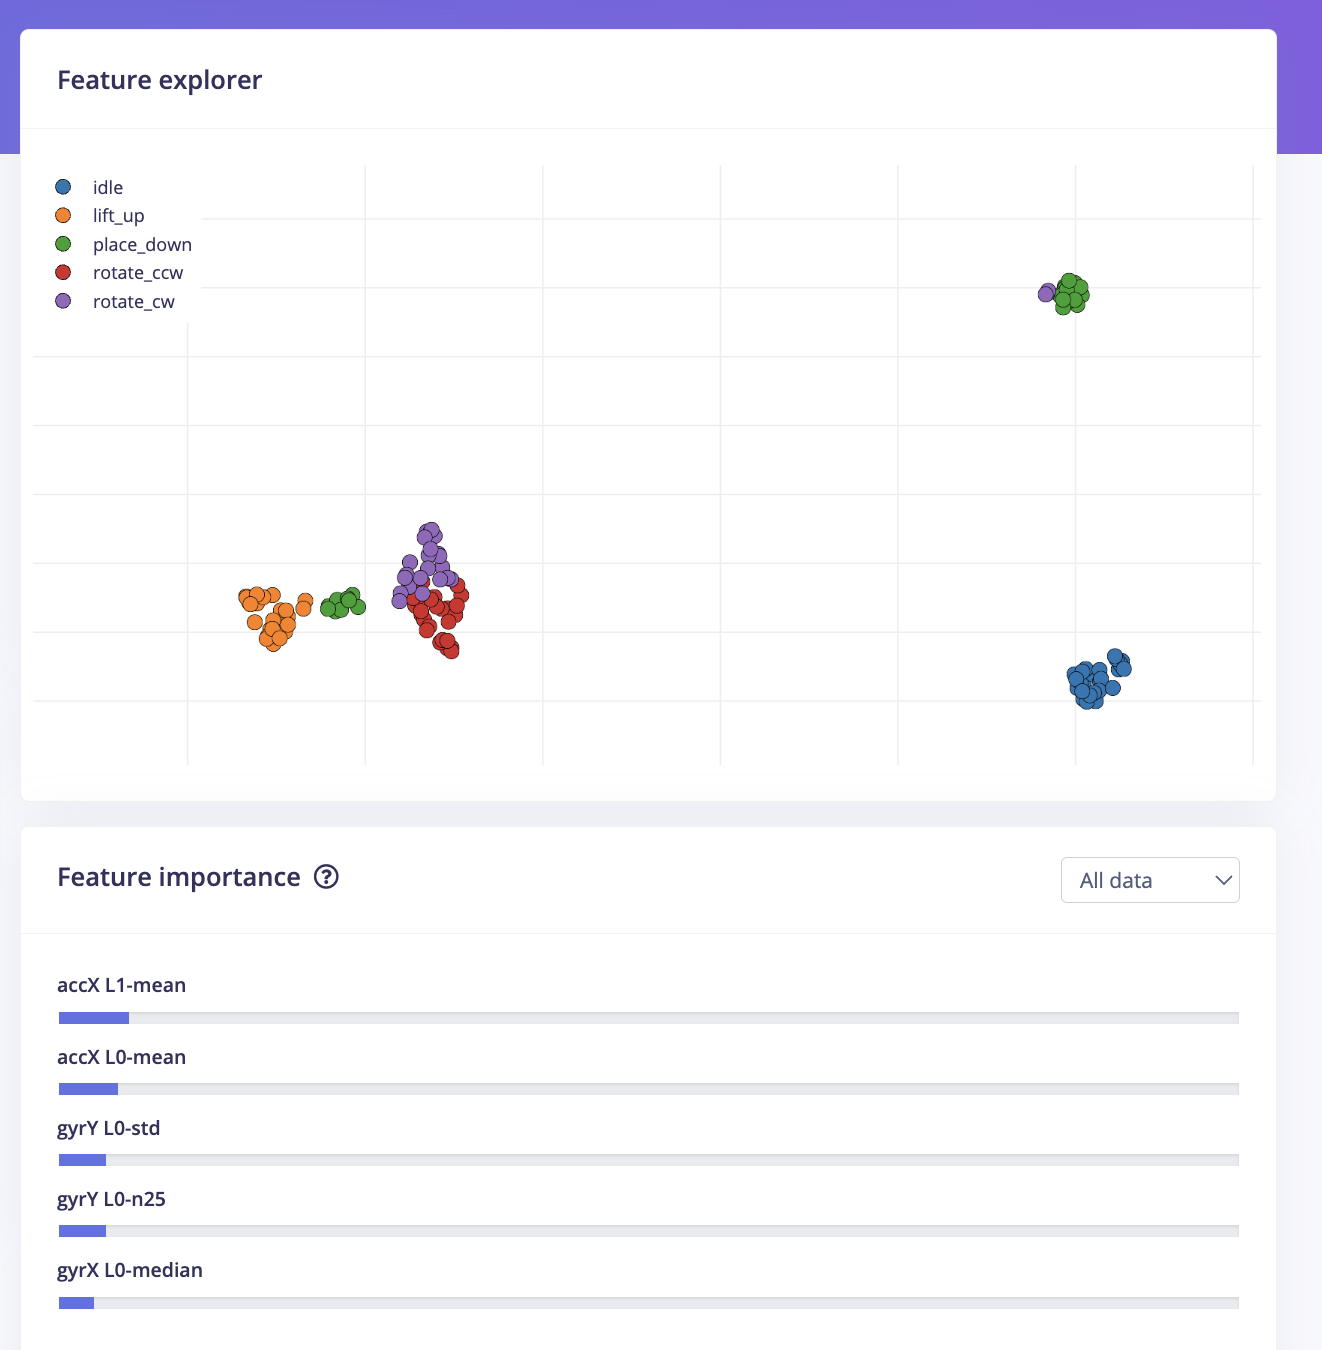 Feature explorer
idle
lift_up
place_down
rotate_ccw
rotate_cw
Feature importance ?
All data
accX L1-mean
accX L0-mean
gyrY L0-std
gyrY L0-n25
gyrX L0-median